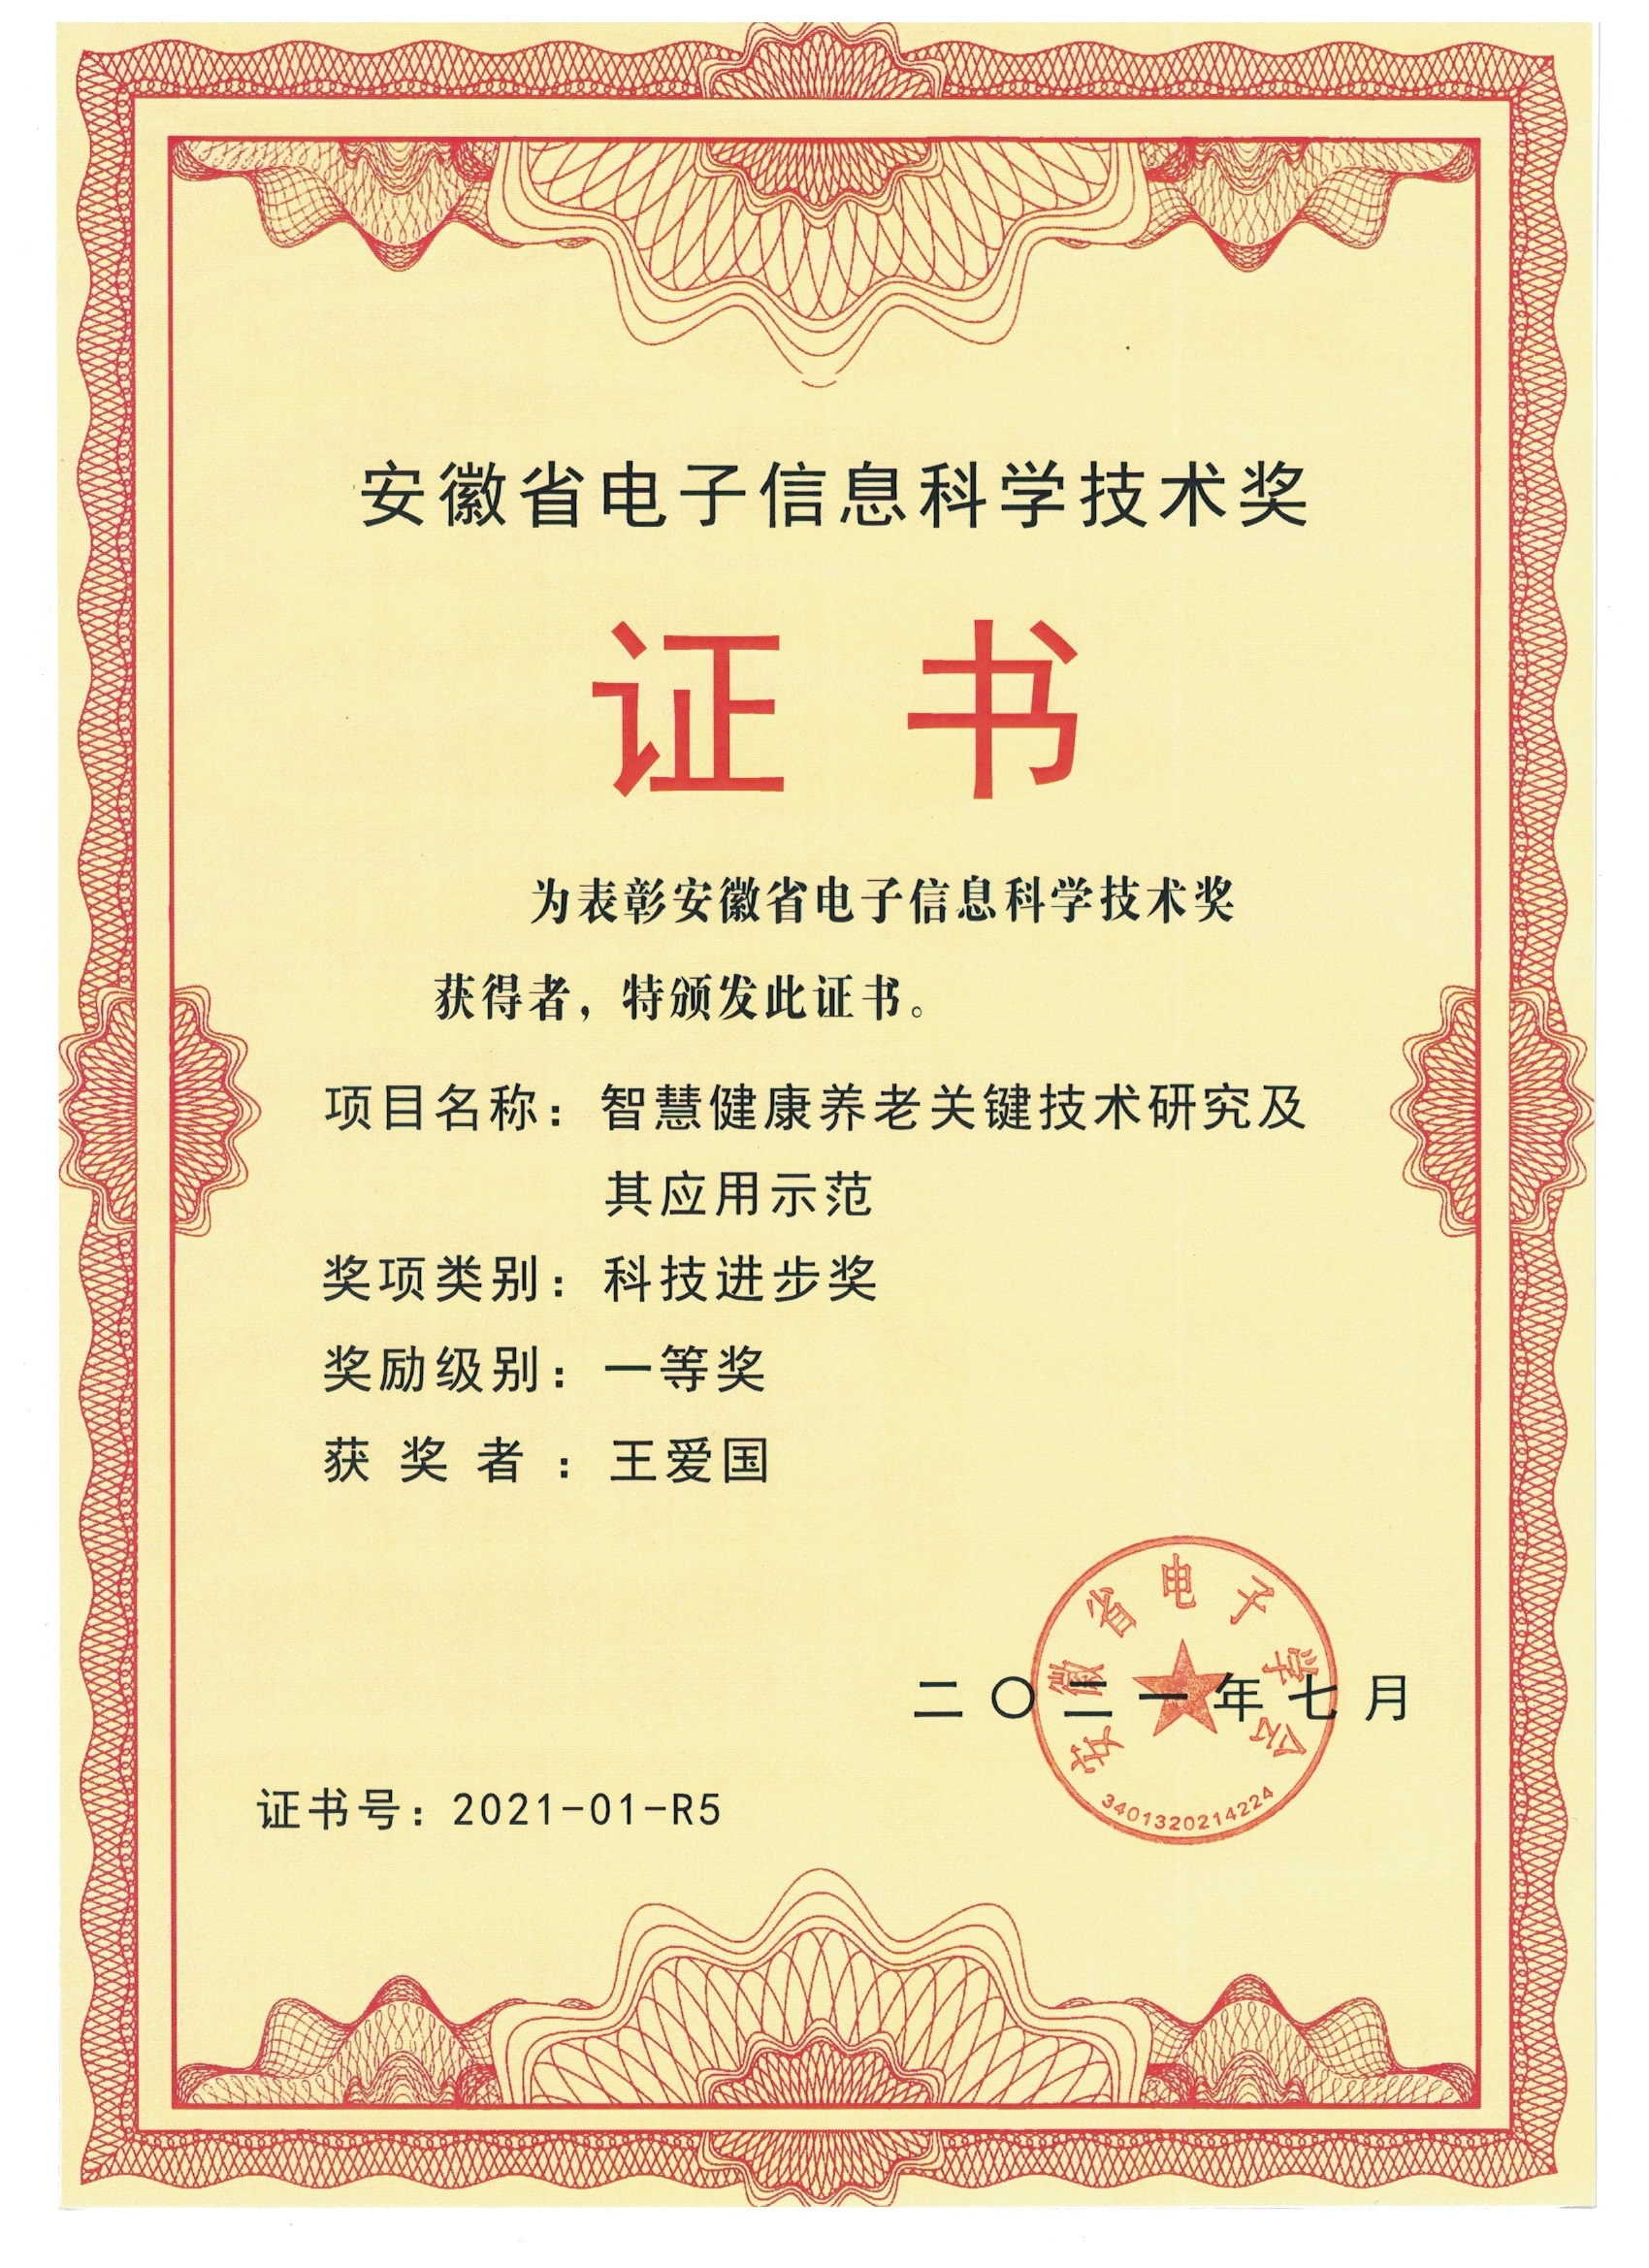 安徽省电子信息科学技术奖
证书
为表彰安徽省电子信息科学技术奖
获得者，特颁发此证书。
项目名称：智慧健康养老关键技术研究及
其应用示范
奖项类别：科技进步奖
奖励级别：一等奖
获奖者：王爱国
安徽省电子学会
二〇二一年七月
3401320214224
证书号：2021-01-R5